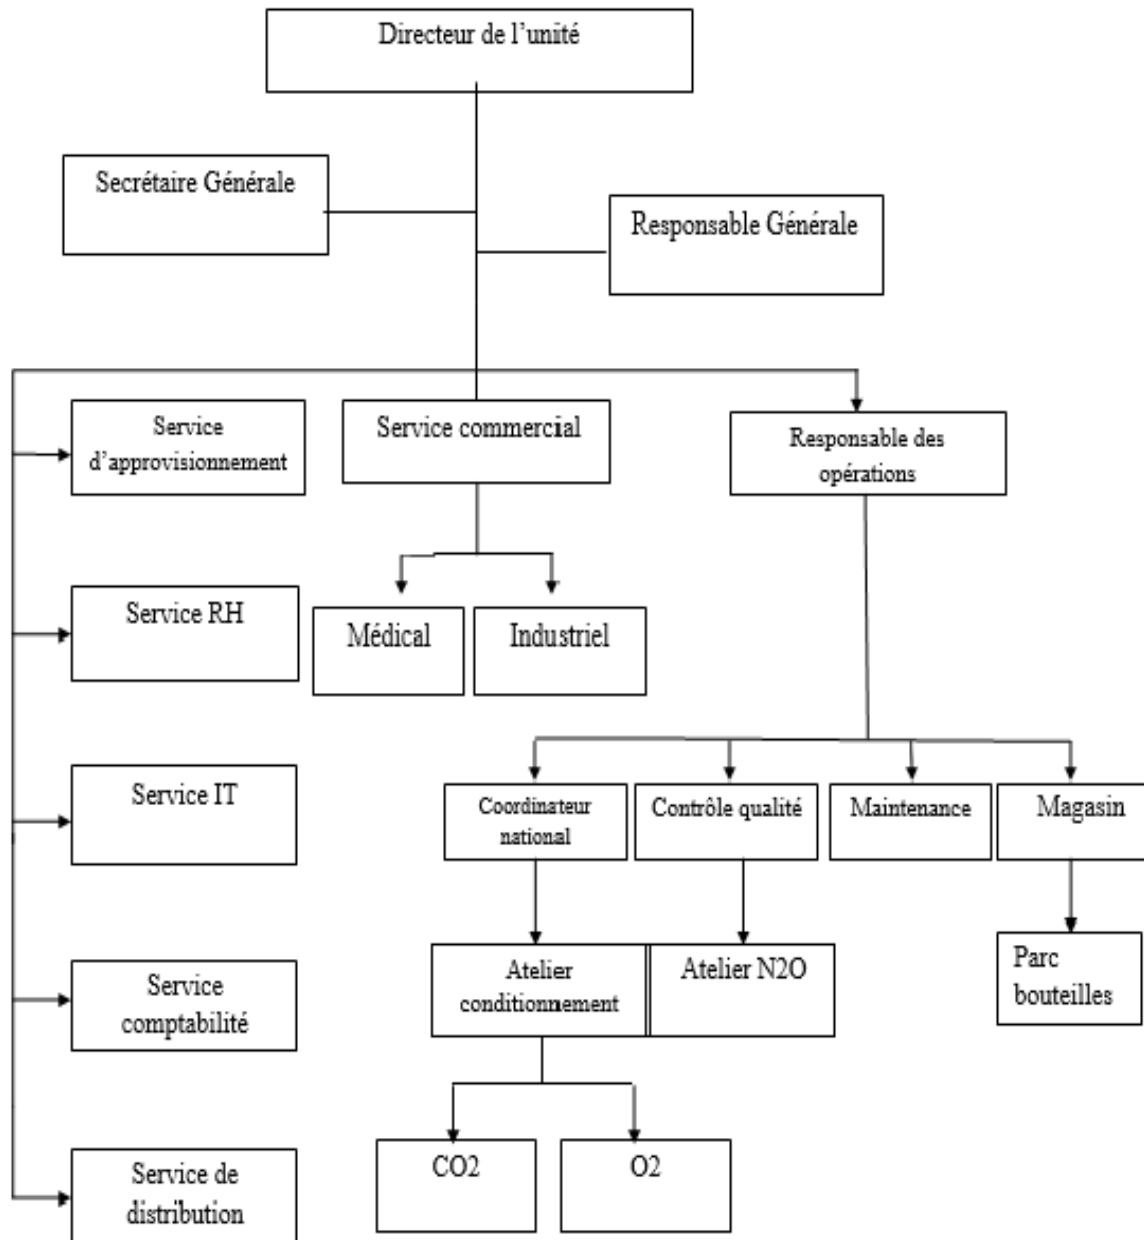 Directeur de l’unité
Secrétaire Générale
Responsable Générale
Service
d’approvisionnement
Service commercial
Responsable des
opérations
Service RH
Médical
Industriel
Service IT
Coordinateur
national
Contrôle qualité
Maintenance
Magasin
Service
comptabilité
Atelier
conditionnement
Atelier N2O
Parc
bouteilles
Service de
distribution
CO2
O2